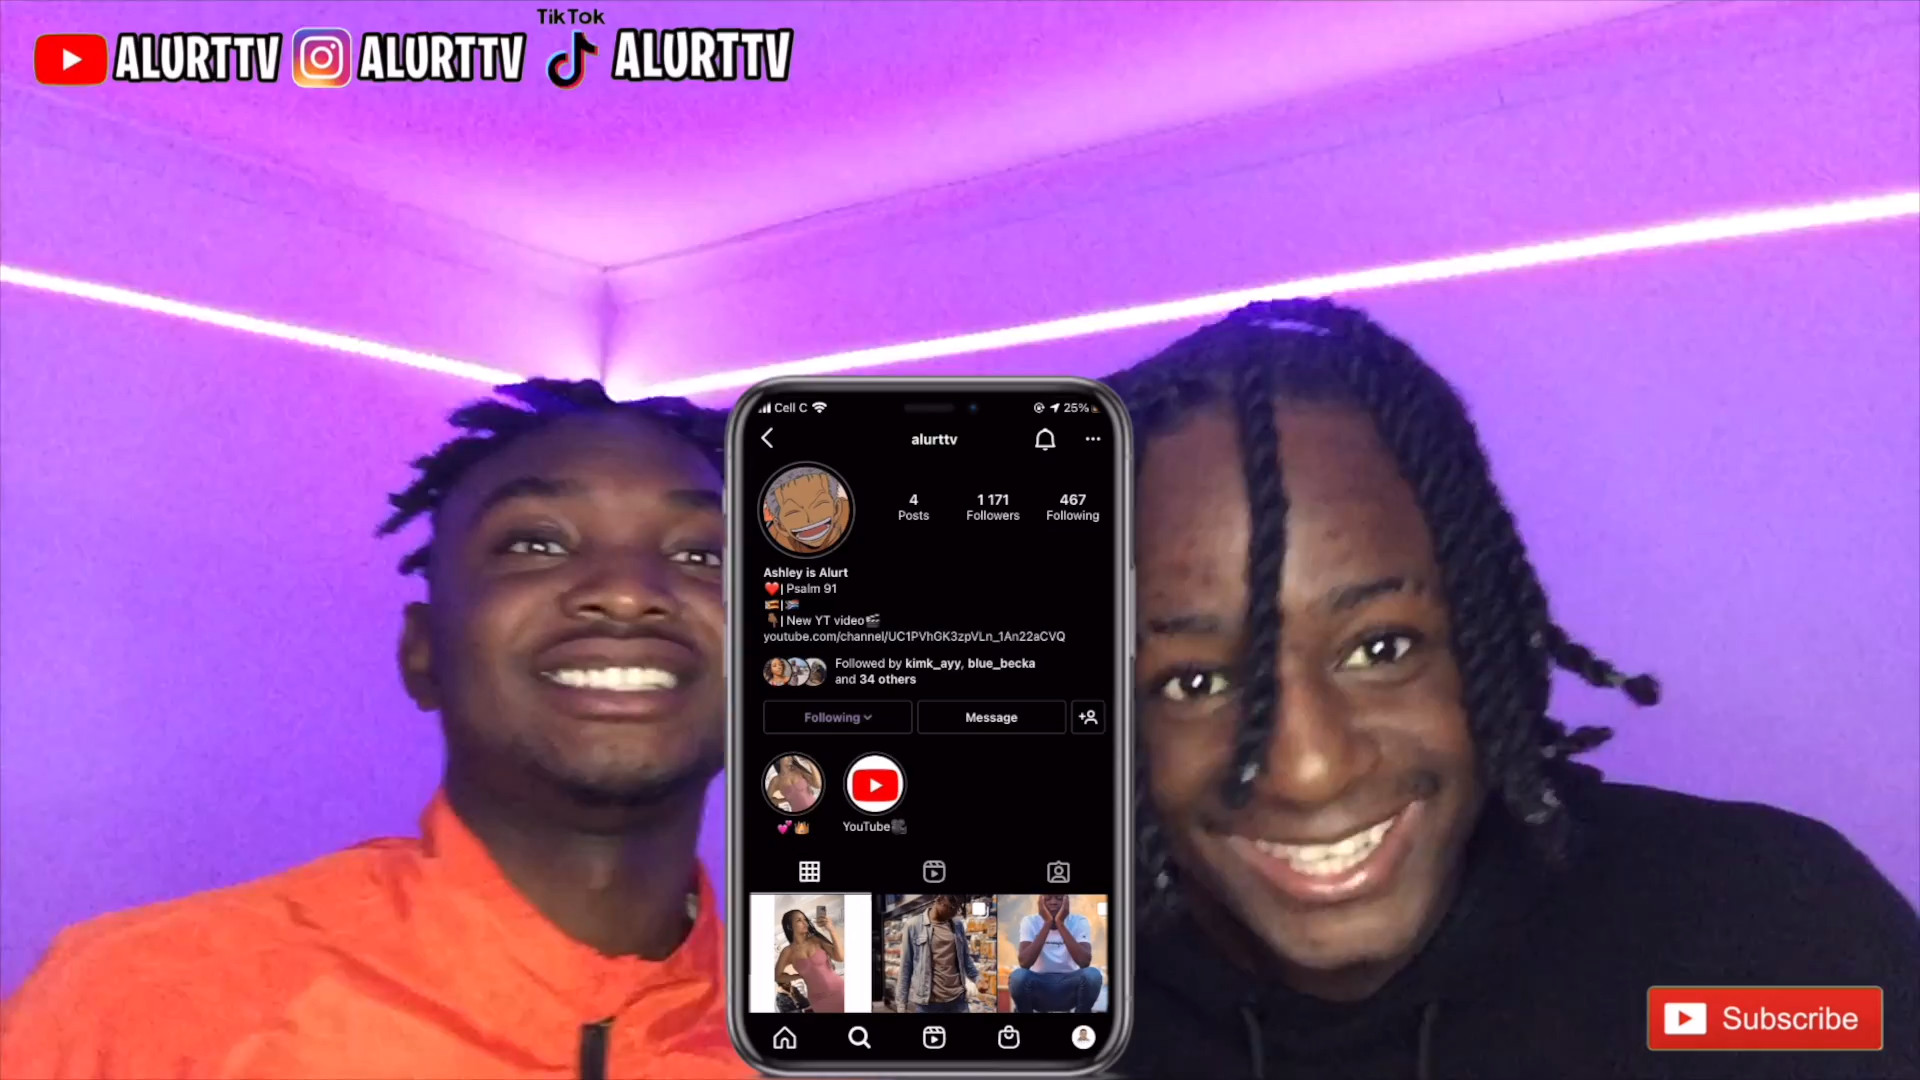 TikTok
ALURTTV ALURTTV ALURTTV
Cell C 25%
alurttv
4 1 171 467
Posts Followers Following
Ashley is Alurt
❤️| Psalm 91
|
| New YT video
youtube.com/channel/UC1PVhGK3zpVLn_1An22aCVQ
Followed by kimk_ayy, blue_becka
and 34 others
Following Message
YouTube
Subscribe